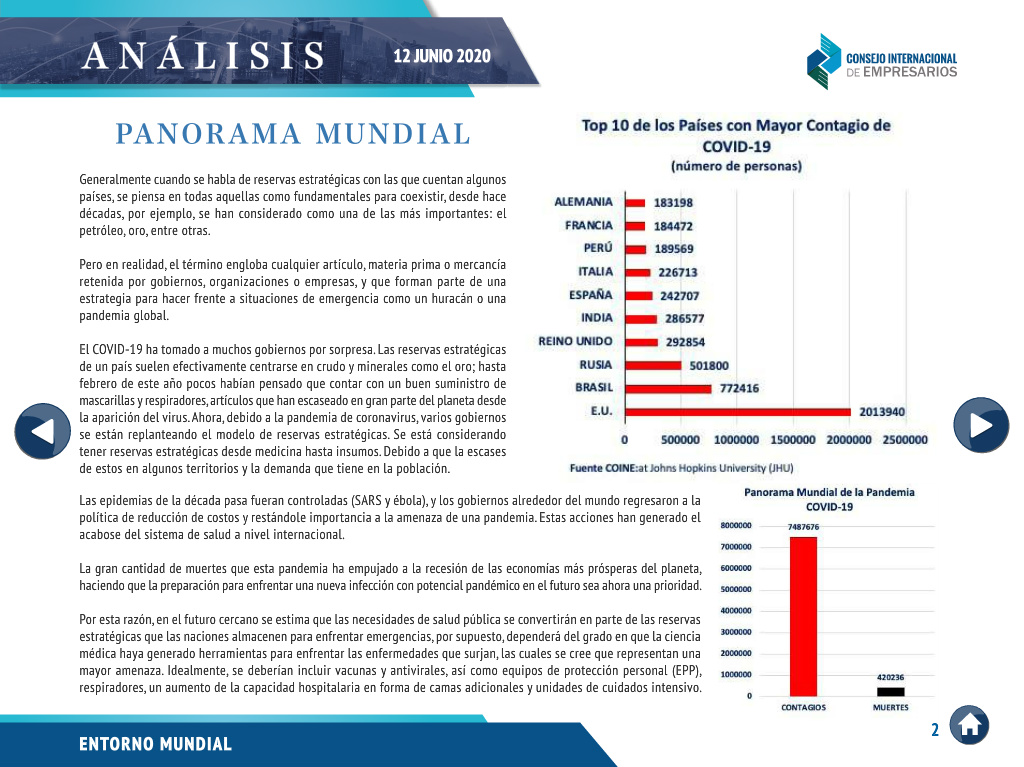 ANÁLISIS
12 JUNIO 2020
CONSEJO INTERNACIONAL
DE EMPRESARIOS
PANORAMA MUNDIAL
Generalmente cuando se habla de reservas estratégicas con las que cuentan algunos
países, se piensa en todas aquellas como fundamentales para coexistir, desde hace
décadas, por ejemplo, se han considerado como una de las más importantes: el
petróleo, oro, entre otras.
Pero en realidad, el término engloba cualquier artículo, materia prima o mercancía
retenida por gobiernos, organizaciones o empresas, y que forman parte de una
estrategia para hacer frente a situaciones de emergencia como un huracán o una
pandemia global.
El COVID-19 ha tomado a muchos gobiernos por sorpresa. Las reservas estratégicas
de un país suelen efectivamente centrarse en crudo y minerales como el oro; hasta
febrero de este año pocos habían pensado que contar con un buen suministro de
mascarillas y respiradores, artículos que han escaseado en gran parte del planeta desde
la aparición del virus. Ahora, debido a la pandemia de coronavirus, varios gobiernos
se están replanteando el modelo de reservas estratégicas. Se está considerando
tener reservas estratégicas desde medicina hasta insumos. Debido a que la escases
de estos en algunos territorios y la demanda que tiene en la población.
Las epidemias de la década pasa fueran controladas (SARS y ébola), y los gobiernos alrededor del mundo regresaron a la
política de reducción de costos y restándole importancia a la amenaza de una pandemia. Estas acciones han generado el
acabose del sistema de salud a nivel internacional.
La gran cantidad de muertes que esta pandemia ha empujado a la recesión de las economías más prósperas del planeta,
haciendo que la preparación para enfrentar una nueva infección con potencial pandémico en el futuro sea ahora una prioridad.
Por esta razón, en el futuro cercano se estima que las necesidades de salud pública se convertirán en parte de las reservas
estratégicas que las naciones almacenen para enfrentar emergencias, por supuesto, dependerá del grado en que la ciencia
médica haya generado herramientas para enfrentar las enfermedades que surjan, las cuales se cree que representan una
mayor amenaza. Idealmente, se deberían incluir vacunas y antivirales, así como equipos de protección personal (EPP),
respiradores, un aumento de la capacidad hospitalaria en forma de camas adicionales y unidades de cuidados intensivo.
Top 10 de los Países con Mayor Contagio de
COVID-19
(número de personas)
ALEMANIA 183198
FRANCIA 184472
PERÚ 189569
ITALIA 226713
ESPAÑA 242707
INDIA 286577
REINO UNIDO 292854
RUSIA 501800
BRASIL 772416
E.U. 2013940
0 500000 1000000 1500000 2000000 2500000
Fuente COINE:at Johns Hopkins University (JHU)
Panorama Mundial de la Pandemia
COVID-19
8000000
7487676
7000000
6000000
5000000
4000000
3000000
2000000
1000000
420236
0
CONTAGIOS MUERTES
ENTORNO MUNDIAL
2